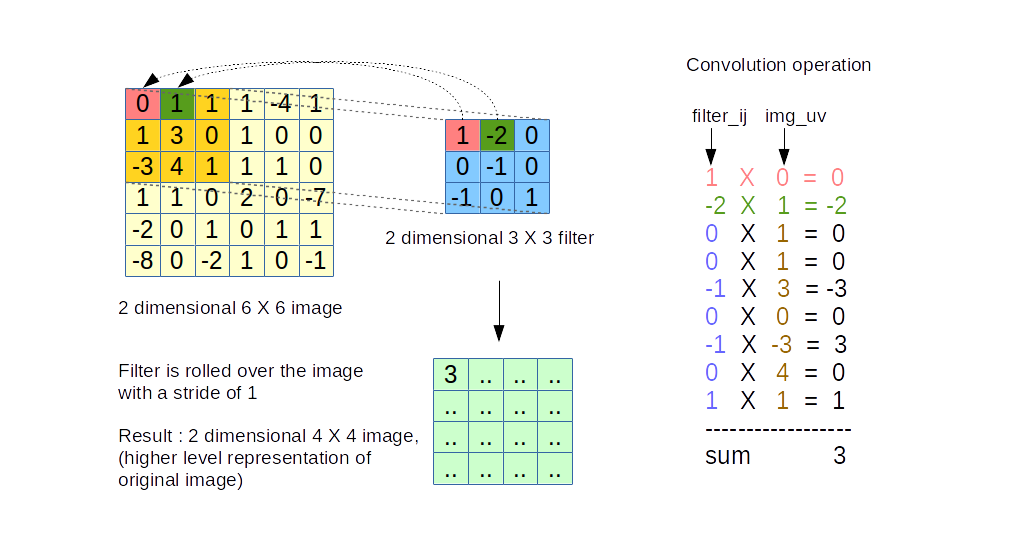 Convolution operation
filter_ij img_uv
0 1 1 1 -4 1
1 3 0 1 0 0
-3 4 1 1 1 0
1 1 0 2 0 -7
-2 0 1 0 1 1
-8 0 -2 1 0 -1
2 dimensional 6 X 6 image
1 -2 0
0 -1 0
-1 0 1
2 dimensional 3 X 3 filter
1 X 0 = 0
-2 X 1 = -2
0 X 1 = 0
0 X 1 = 0
-1 X 3 = -3
0 X 0 = 0
-1 X -3 = 3
0 X 4 = 0
1 X 1 = 1
--------------------
sum 3
Filter is rolled over the image
with a stride of 1
Result : 2 dimensional 4 X 4 image,
(higher level representation of
original image)
3 .. .. ..
.. .. .. ..
.. .. .. ..
.. .. .. ..